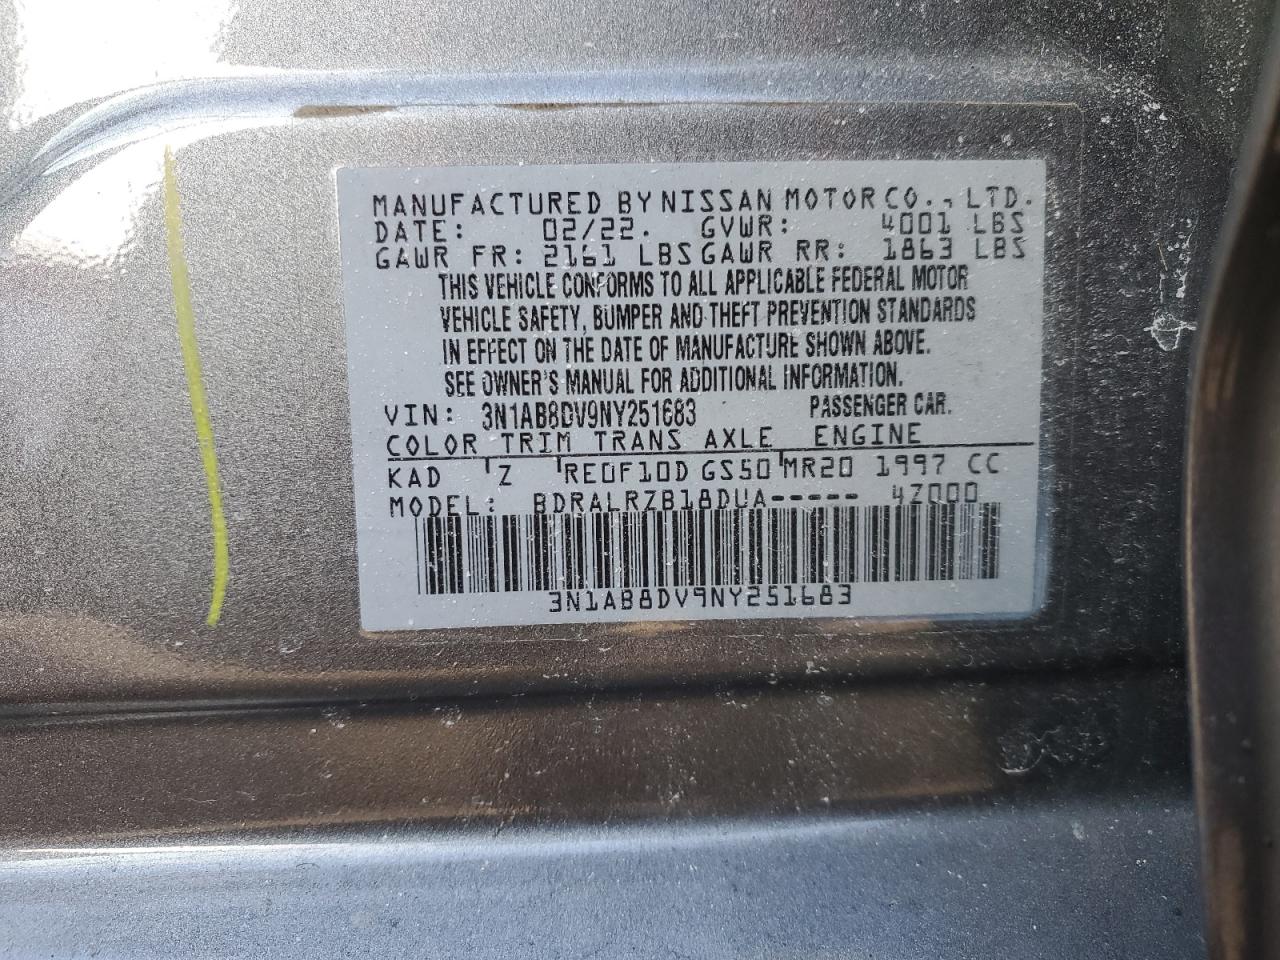 MANUFACTURED BY NISSAN MOTOR CO., LTD.
DATE: 02/22. GVWR: 4001 LBS
GAWR FR: 2161 LBS GAWR RR: 1863 LBS
THIS VEHICLE CONFORMS TO ALL APPLICABLE FEDERAL MOTOR
VEHICLE SAFETY, BUMPER AND THEFT PREVENTION STANDARDS
IN EFFECT ON THE DATE OF MANUFACTURE SHOWN ABOVE.
SEE OWNER'S MANUAL FOR ADDITIONAL INFORMATION.
VIN: 3N1AB8DV9NY251683 PASSENGER CAR.
COLOR TRIM TRANS AXLE ENGINE
KAD Z RE0F10D GS50 MR20 1997 CC
MODEL: BDRALRZB18DUA----- 4Z000
3N1AB8DV9NY251683